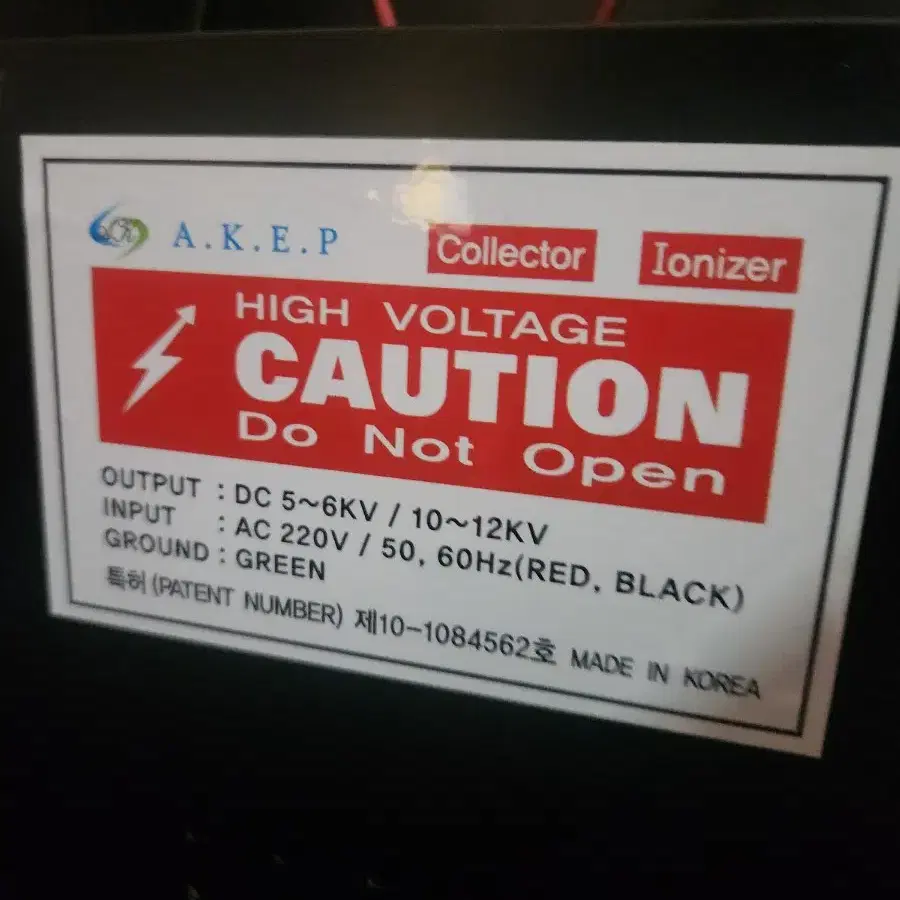 A.K.E.P Collector Ionizer
HIGH VOLTAGE
CAUTION
Do Not Open
OUTPUT : DC 5~6KV / 10~12KV
INPUT : AC 220V / 50, 60Hz(RED, BLACK)
GROUND : GREEN
특허(PATENT NUMBER) 제10-1084562호 MADE IN KOREA